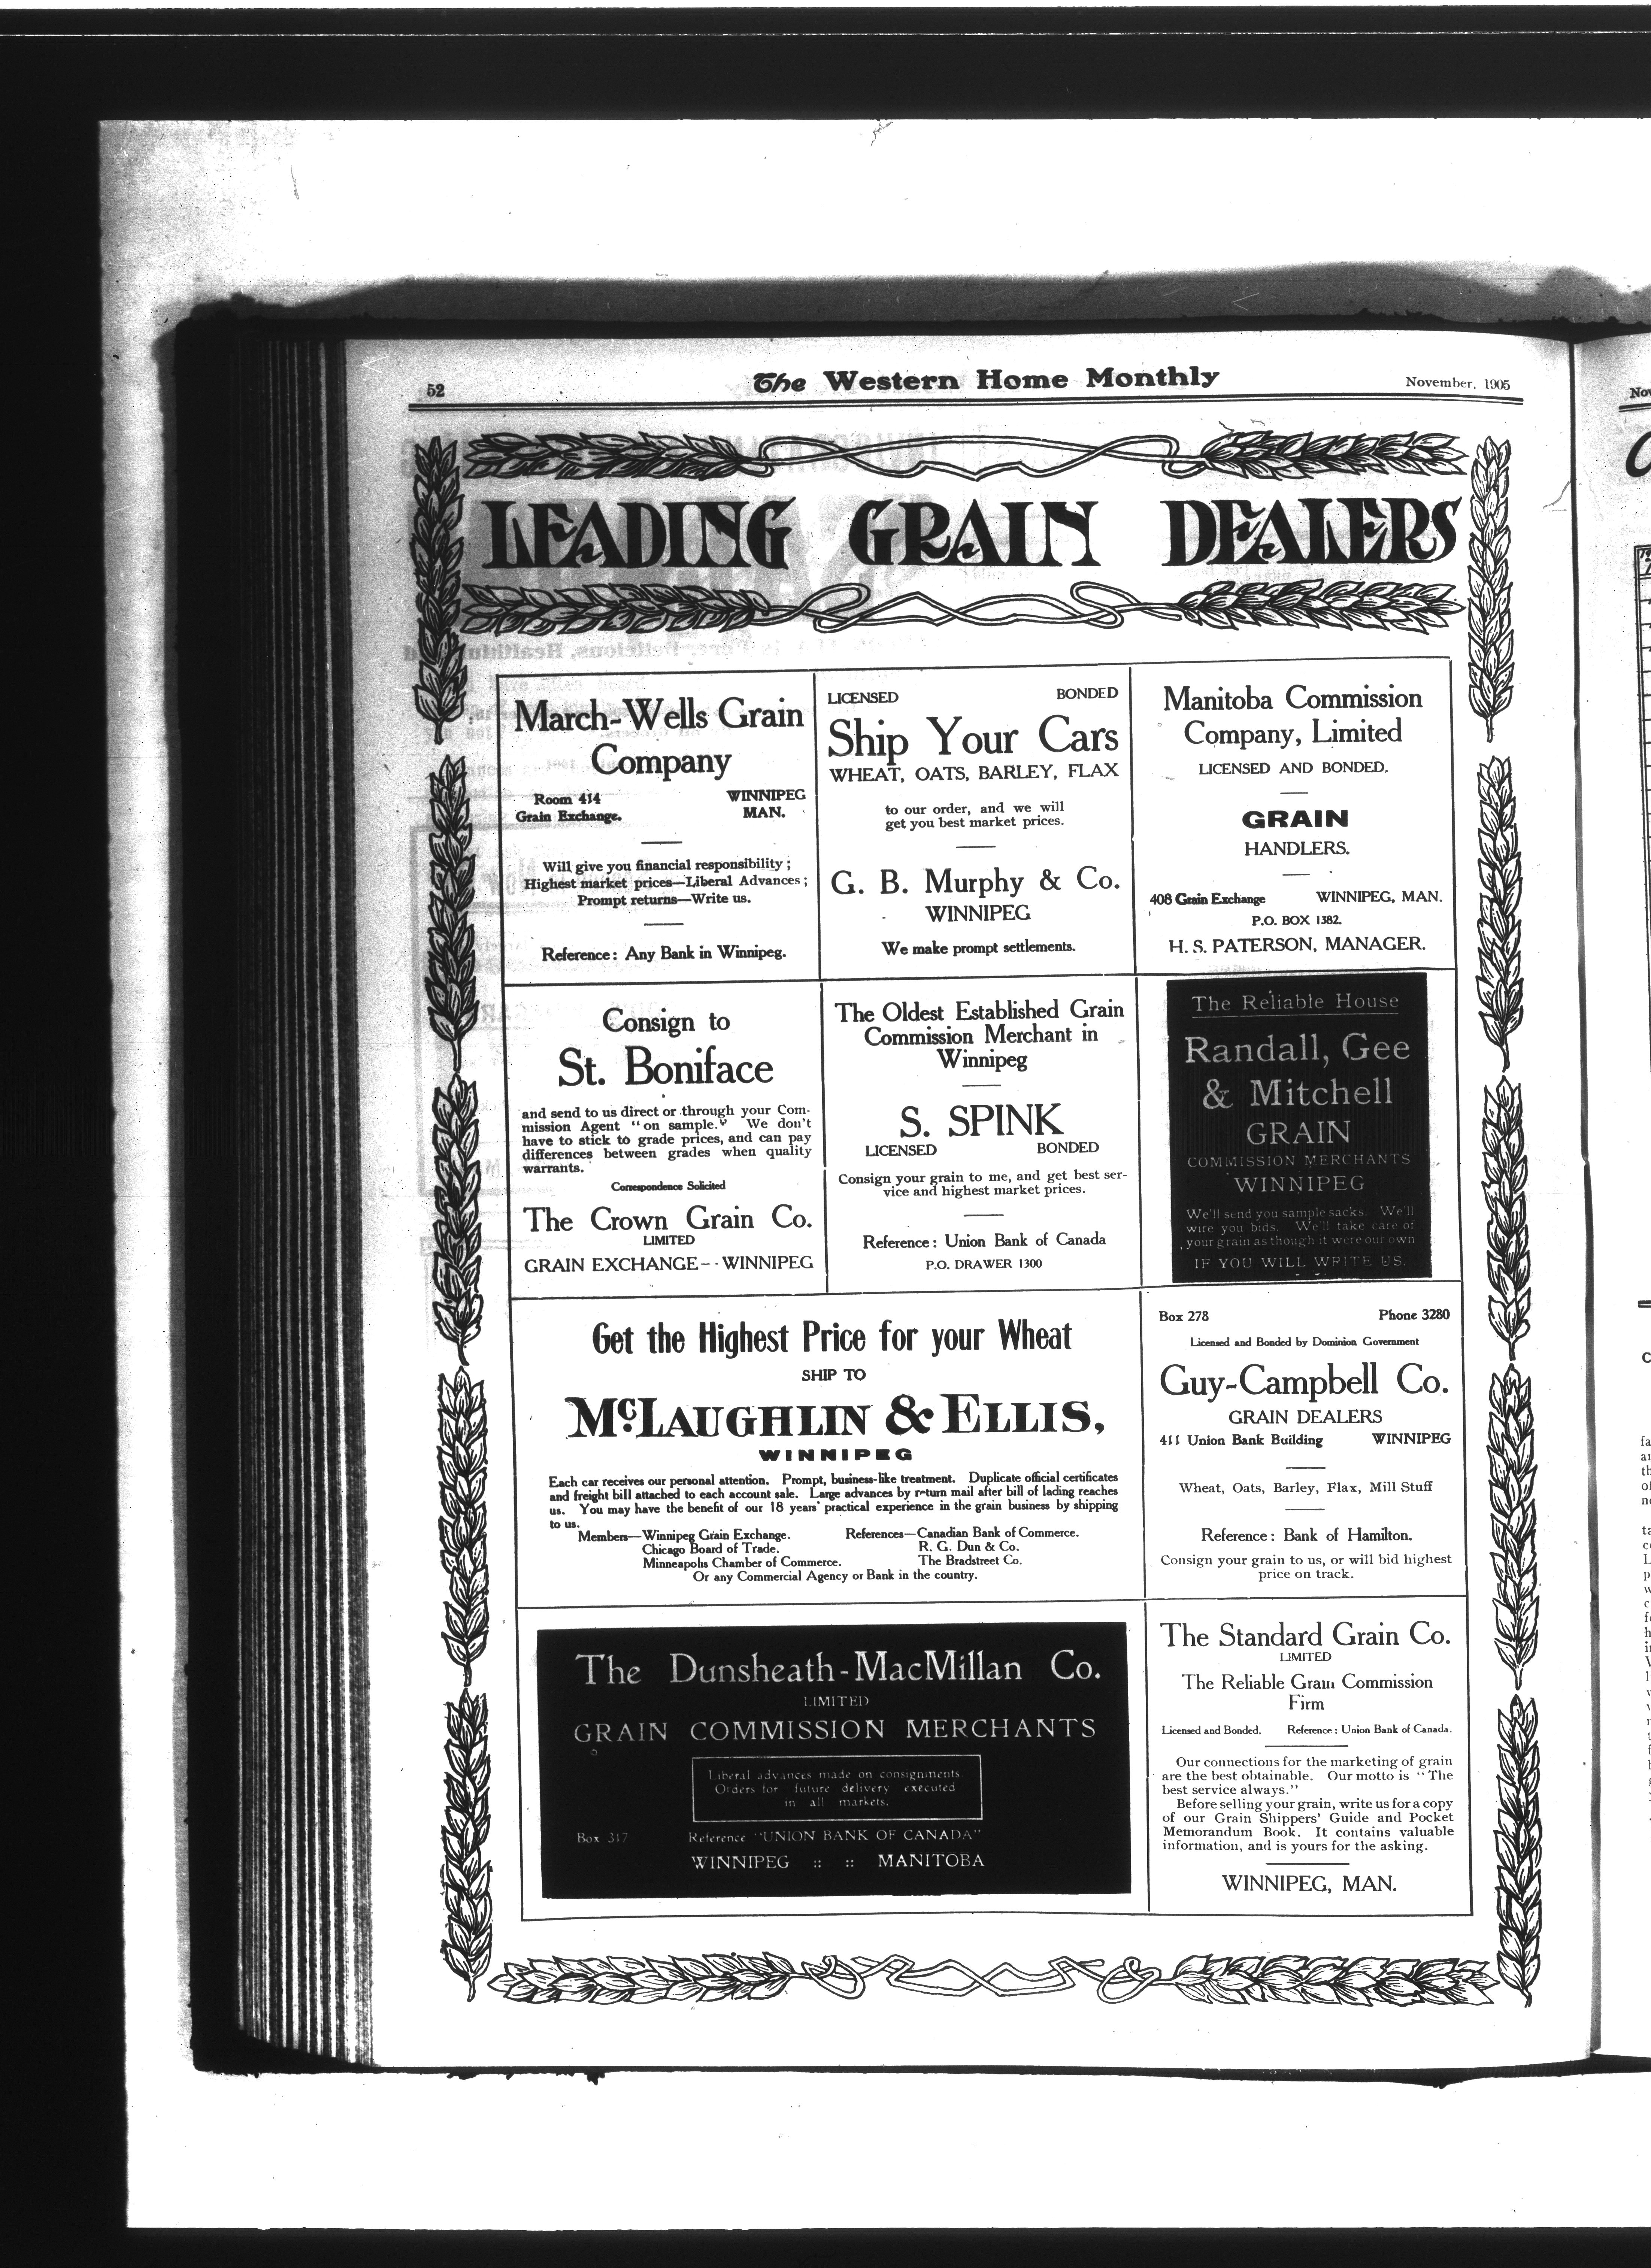 52
The Western Home Monthly
November, 1905
LEADING GRAIN DEALERS
March-Wells Grain
Company
Room 414 WINNIPEG
Grain Exchange. MAN.
Will give you financial responsibility;
Highest market prices—Liberal Advances;
Prompt returns—Write us.
Reference: Any Bank in Winnipeg.
LICENSED BONDED
Ship Your Cars
WHEAT, OATS, BARLEY, FLAX
to our order, and we will
get you best market prices.
G. B. Murphy & Co.
WINNIPEG
We make prompt settlements.
Manitoba Commission
Company, Limited
LICENSED AND BONDED.
GRAIN
HANDLERS.
408 Grain Exchange WINNIPEG, MAN.
P.O. BOX 1382.
H. S. PATERSON, MANAGER.
Consign to
St. Boniface
and send to us direct or through your Com-
mission Agent "on sample." We don't
have to stick to grade prices, and can pay
differences between grades when quality
warrants.
Correspondence Solicited
The Crown Grain Co.
LIMITED
GRAIN EXCHANGE-- WINNIPEG
The Oldest Established Grain
Commission Merchant in
Winnipeg
S. SPINK
LICENSED BONDED
Consign your grain to me, and get best ser-
vice and highest market prices.
Reference: Union Bank of Canada
P.O. DRAWER 1300
The Reliable House
Randall, Gee
& Mitchell
GRAIN
COMMISSION MERCHANTS
WINNIPEG
We'll send you sample sacks. We'll
wire you bids. We'll take care of
your grain as though it were our own
IF YOU WILL WRITE US.
Get the Highest Price for your Wheat
SHIP TO
McLAUGHLIN & ELLIS,
WINNIPEG
Each car receives our personal attention. Prompt, business-like treatment. Duplicate official certificates
and freight bill attached to each account sale. Large advances by return mail after bill of lading reaches
us. You may have the benefit of our 18 years' practical experience in the grain business by shipping
to us.
Members—Winnipeg Grain Exchange. References—Canadian Bank of Commerce.
Chicago Board of Trade. R. G. Dun & Co.
Minneapolis Chamber of Commerce. The Bradstreet Co.
Or any Commercial Agency or Bank in the country.
Box 278 Phone 3280
Licensed and Bonded by Dominion Government
Guy-Campbell Co.
GRAIN DEALERS
411 Union Bank Building WINNIPEG
Wheat, Oats, Barley, Flax, Mill Stuff
Reference: Bank of Hamilton.
Consign your grain to us, or will bid highest
price on track.
The Dunsheath-MacMillan Co.
LIMITED
GRAIN COMMISSION MERCHANTS
Liberal advances made on consignments
Orders for future delivery executed
in all markets.
Box 317 Reference "UNION BANK OF CANADA"
WINNIPEG :: :: MANITOBA
The Standard Grain Co.
LIMITED
The Reliable Grain Commission
Firm
Licensed and Bonded. Reference: Union Bank of Canada.
Our connections for the marketing of grain
are the best obtainable. Our motto is "The
best service always."
Before selling your grain, write us for a copy
of our Grain Shippers' Guide and Pocket
Memorandum Book. It contains valuable
information, and is yours for the asking.
WINNIPEG, MAN.